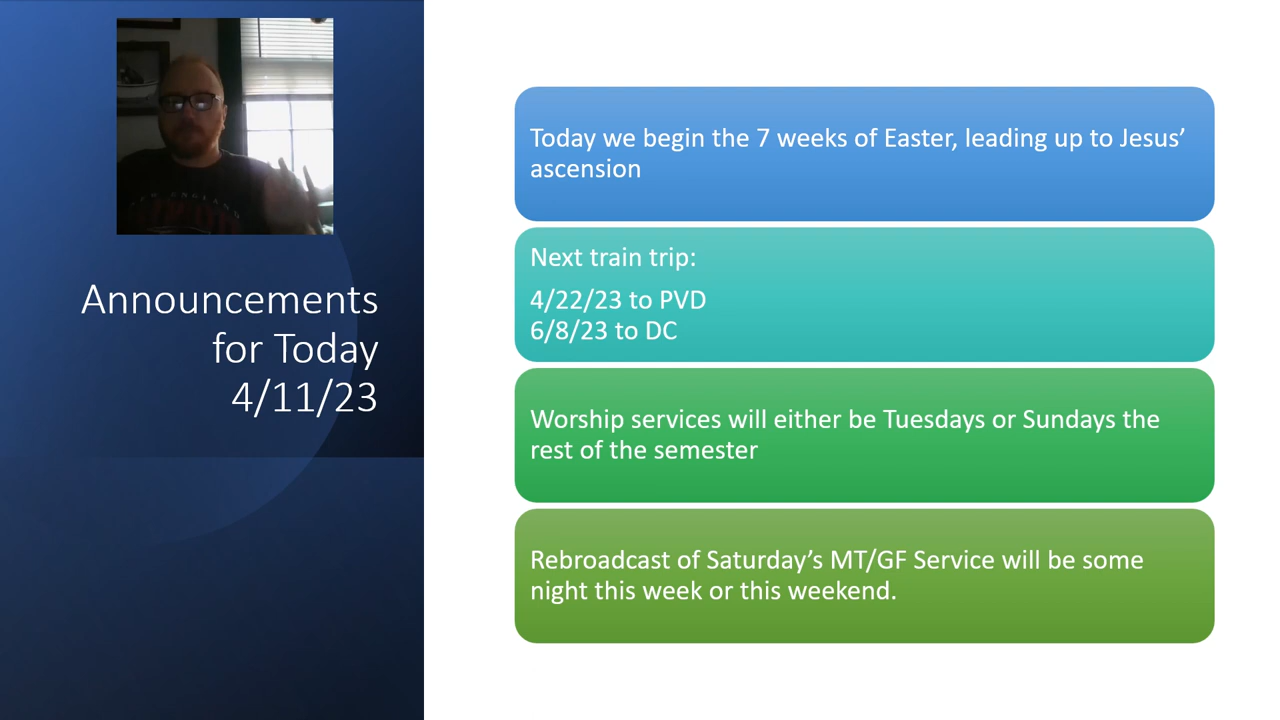 NEW ENGLAND
Announcements
for Today
4/11/23
Today we begin the 7 weeks of Easter, leading up to Jesus’
ascension
Next train trip:
4/22/23 to PVD
6/8/23 to DC
Worship services will either be Tuesdays or Sundays the
rest of the semester
Rebroadcast of Saturday’s MT/GF Service will be some
night this week or this weekend.